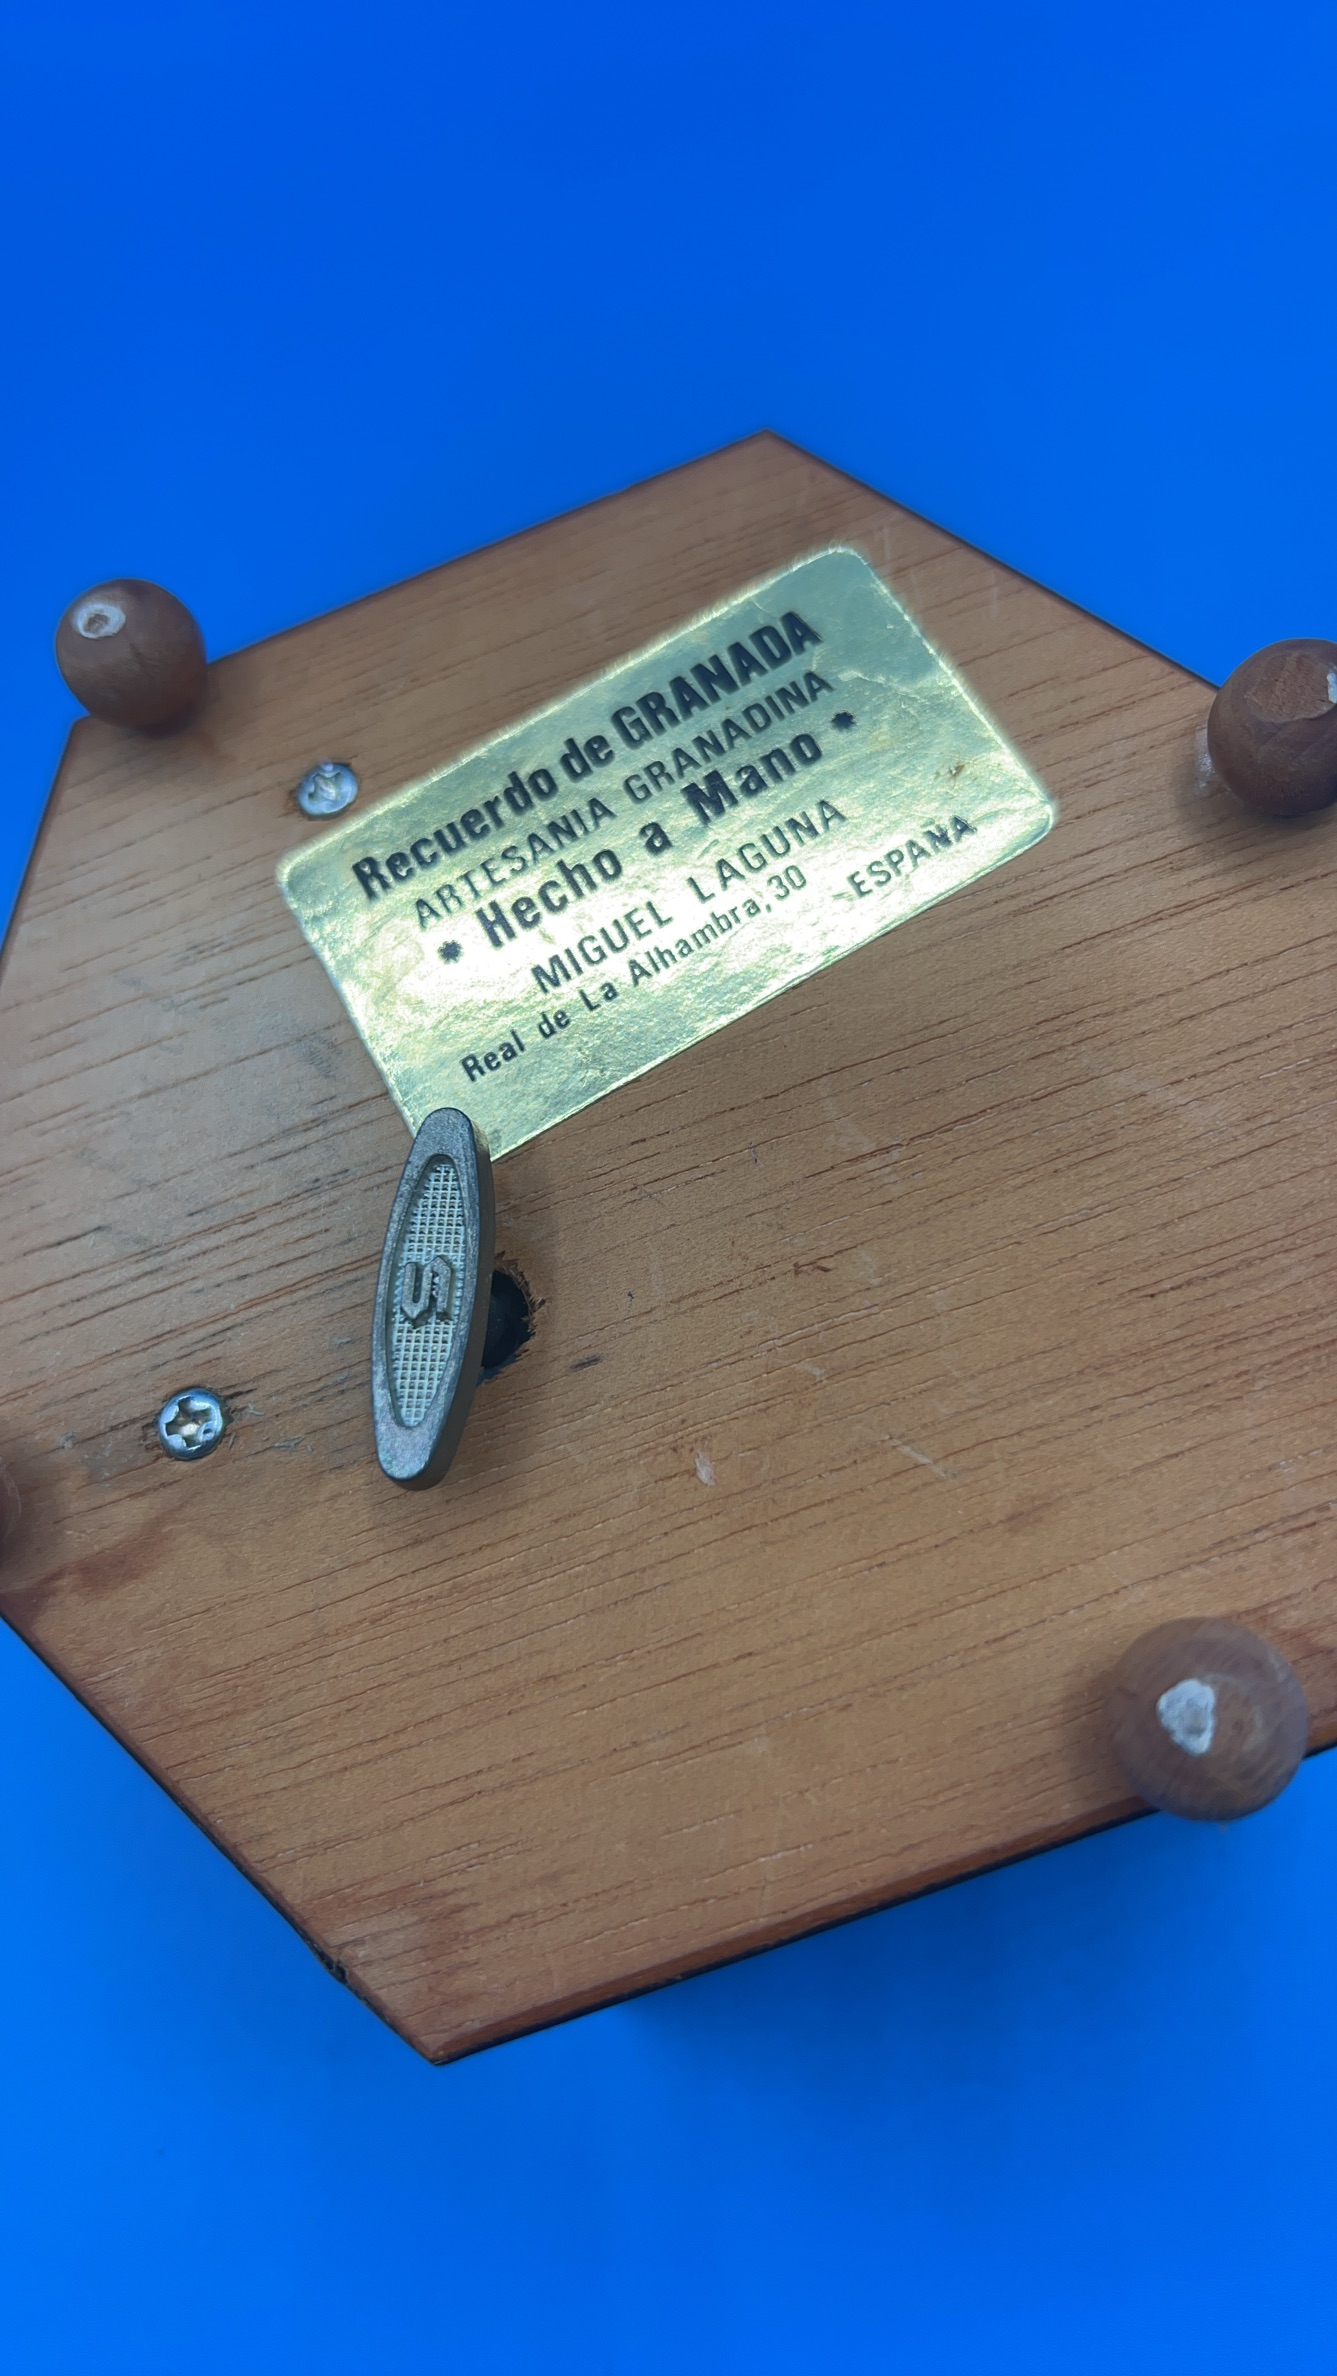 Recuerdo de GRANADA
ARTESANIA GRANADINA
* Hecho a Mano *
MIGUEL LAGUNA
Real de La Alhambra, 30
ESPAÑA
S